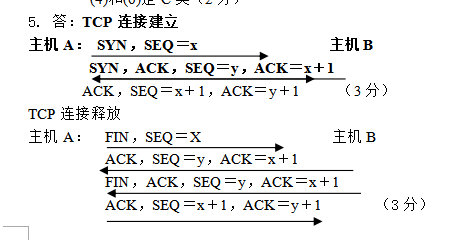 (4)和(6)是 C 类（2 分）
5. 答：TCP 连接建立
主机 A： SYN，SEQ＝x 主机 B
SYN，ACK，SEQ＝y，ACK＝x＋1
ACK，SEQ＝x＋1，ACK＝y＋1 （3 分）
TCP 连接释放
主机 A： FIN，SEQ＝X 主机 B
ACK，SEQ＝y，ACK＝x＋1
FIN，ACK，SEQ＝y，ACK＝x＋1
ACK，SEQ＝x＋1，ACK＝y＋1 （3 分）